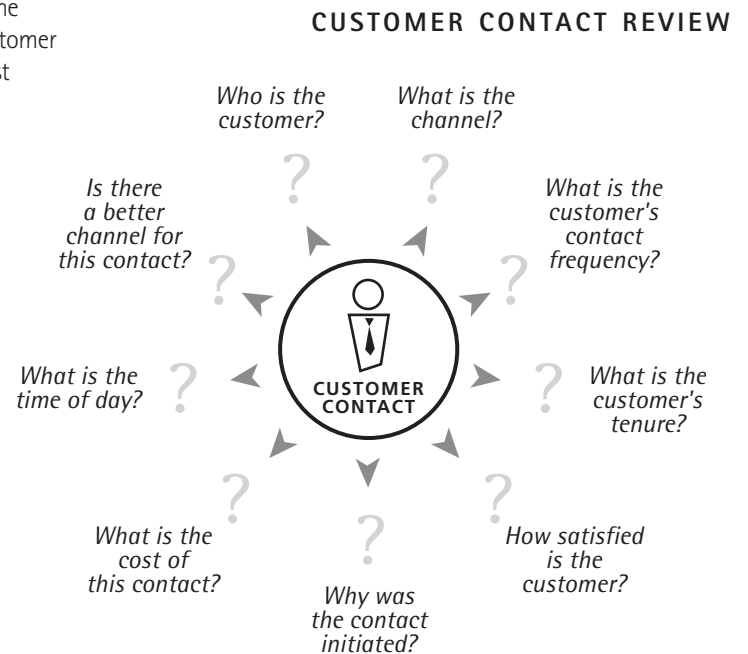 CUSTOMER CONTACT REVIEW
Who is the
customer?
?
What is the
channel?
?
What is the
customer's
contact
frequency?
?
What is the
customer's
tenure?
?
How satisfied
is the
customer?
?
Why was
the contact
initiated?
?
What is the
cost of
this contact?
?
What is the
time of day?
?
Is there
a better
channel for
this contact?
?
CUSTOMER
CONTACT